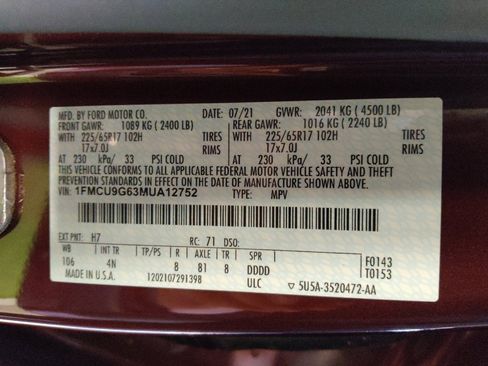 MFD. BY FORD MOTOR CO. 07/21 GVWR: 2041 KG (4500 LB)
FRONT GAWR: 1089 KG (2400 LB) REAR GAWR: 1016 KG (2240 LB)
WITH 225/65R17 102H TIRES WITH 225/65R17 102H TIRES
17x7.0J RIMS 17x7.0J RIMS
AT 230 kPa/ 33 PSI COLD AT 230 kPa/ 33 PSI COLD
THIS VEHICLE CONFORMS TO ALL APPLICABLE FEDERAL MOTOR VEHICLE SAFETY AND THEFT
PREVENTION STANDARDS IN EFFECT ON THE DATE OF MANUFACTURE SHOWN ABOVE.
VIN: 1FMCU9G63MUA12752 TYPE: MPV
EXT PNT: H7 RC: 71 DSO:
WB INT TR TP/PS R AXLE TR SPR F0143
106 4N 8 81 8 DDDD T0153
MADE IN U.S.A. 1202107291398 ULC ▽ 5U5A-3520472-AA